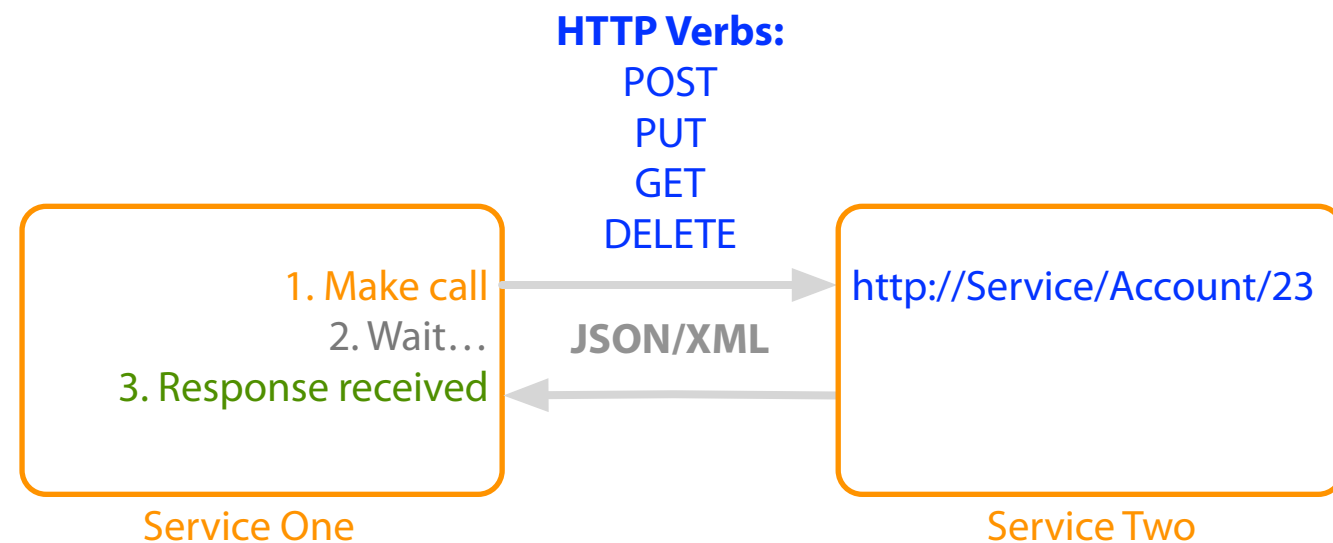 HTTP Verbs:
POST
PUT
GET
DELETE
1. Make call
2. Wait…
3. Response received
JSON/XML
http://Service/Account/23
Service One
Service Two